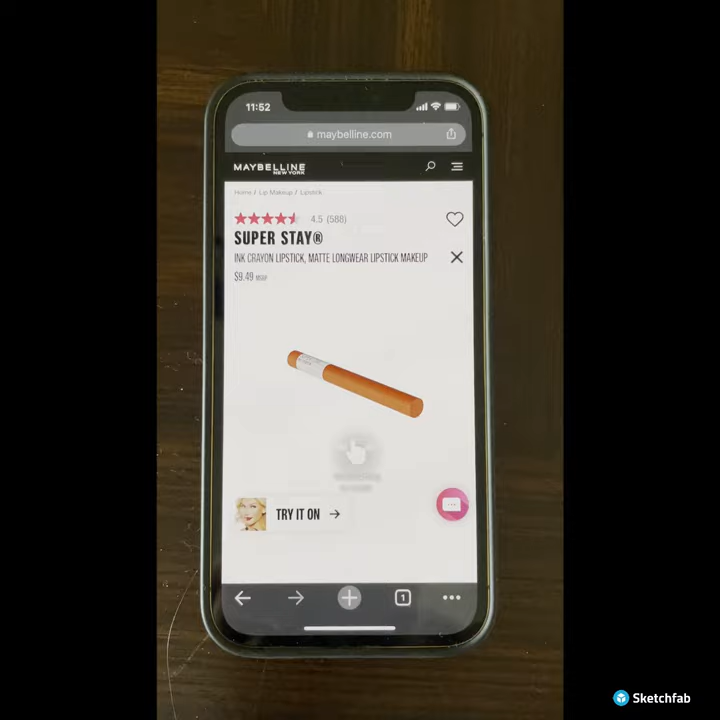 11:52
maybelline.com
MAYBELLINE
NEW YORK
Home / Lip Makeup / Lipstick
4.5 (588)
SUPER STAY®
INK CRAYON LIPSTICK, MATTE LONGWEAR LIPSTICK MAKEUP
$9.49 MSRP
TRY IT ON
1
Sketchfab